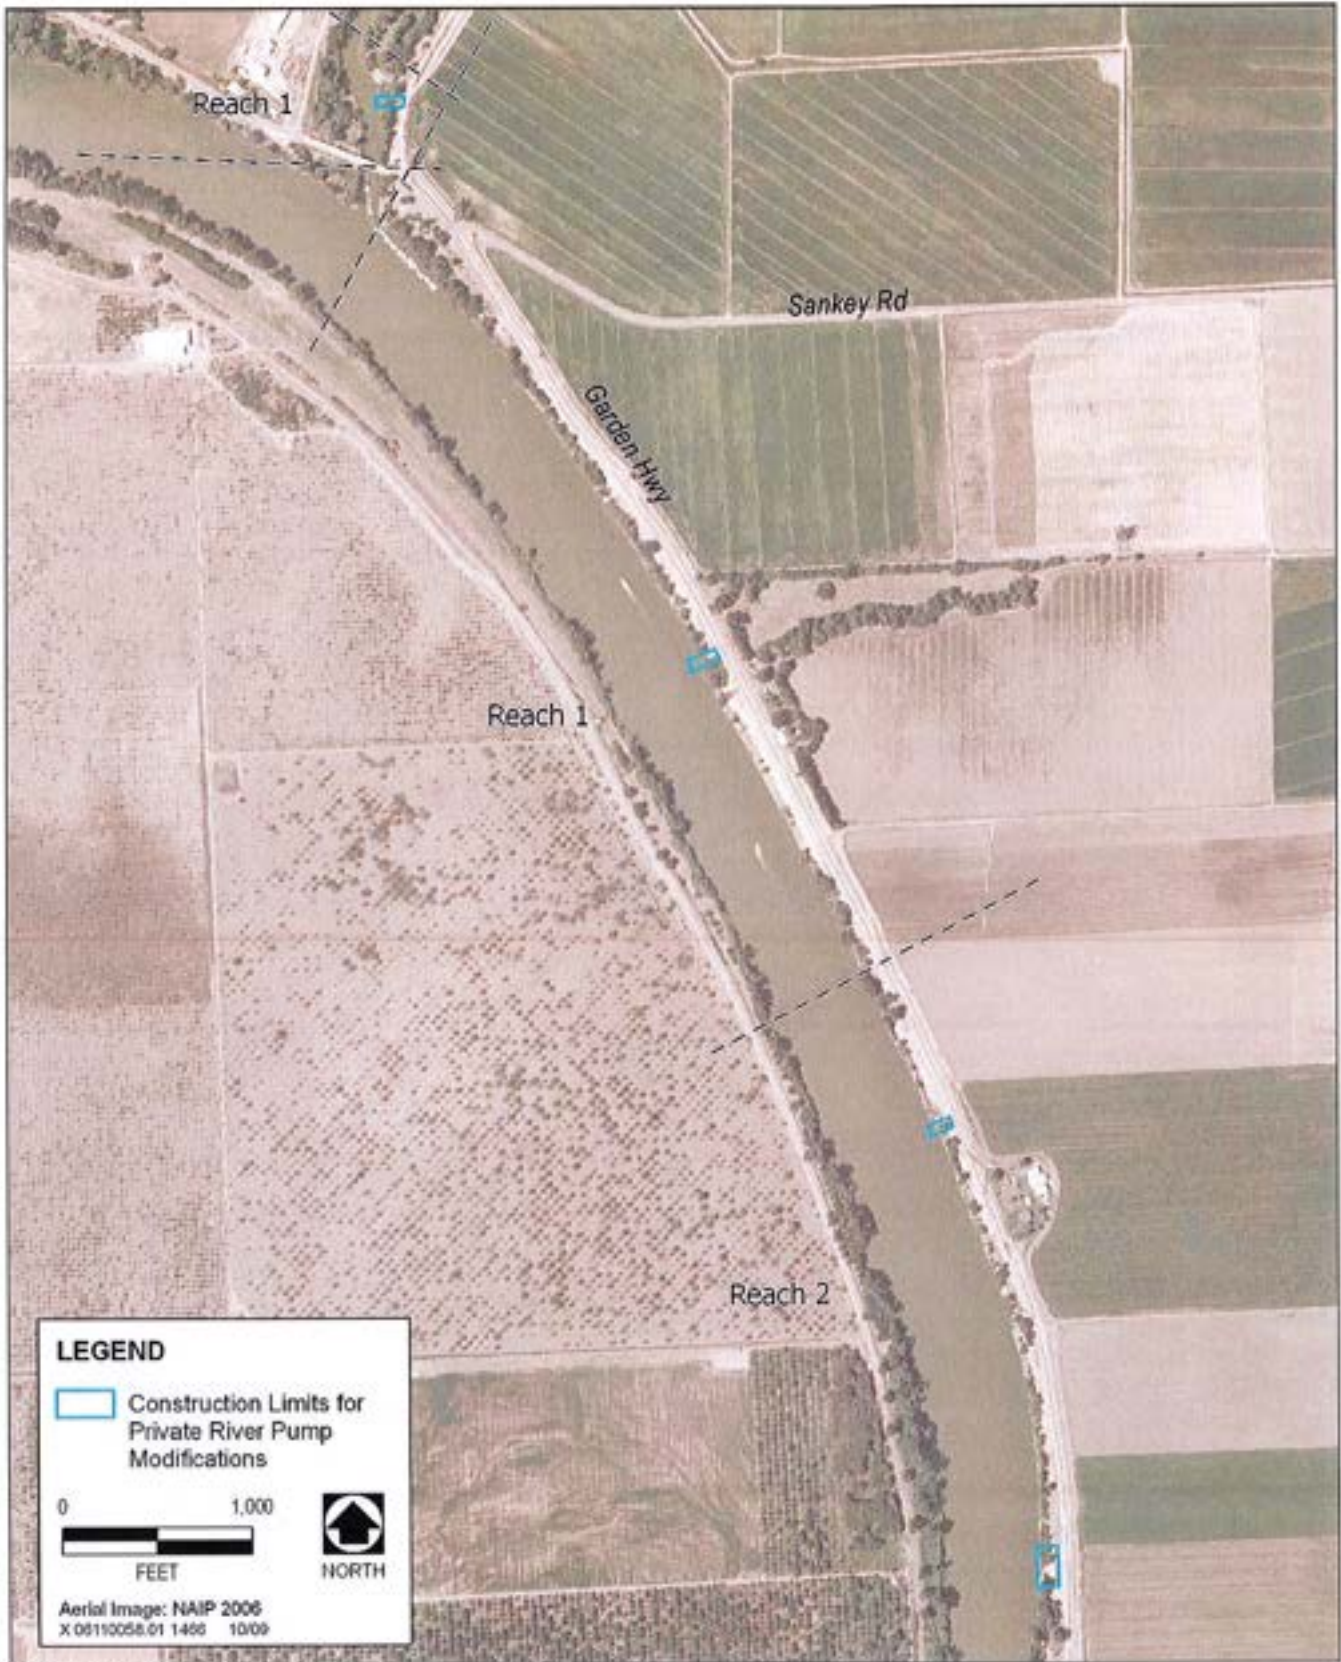 Reach 1
Sankey Rd
Garden Hwy
Reach 1
Reach 2
LEGEND
Construction Limits for
Private River Pump
Modifications
0 1,000
FEET
NORTH
Aerial Image: NAIP 2006
X 06110058.01 1466 10/09